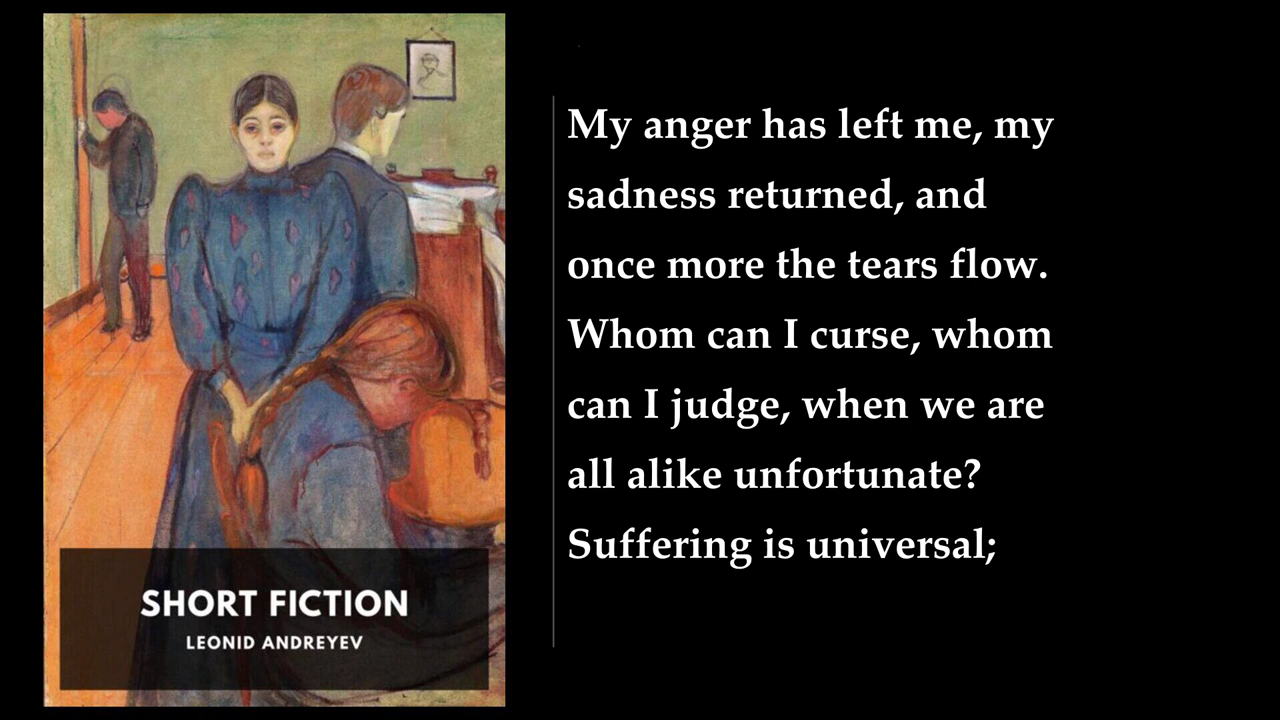 SHORT FICTION
LEONID ANDREYEV
My anger has left me, my
sadness returned, and
once more the tears flow.
Whom can I curse, whom
can I judge, when we are
all alike unfortunate?
Suffering is universal;